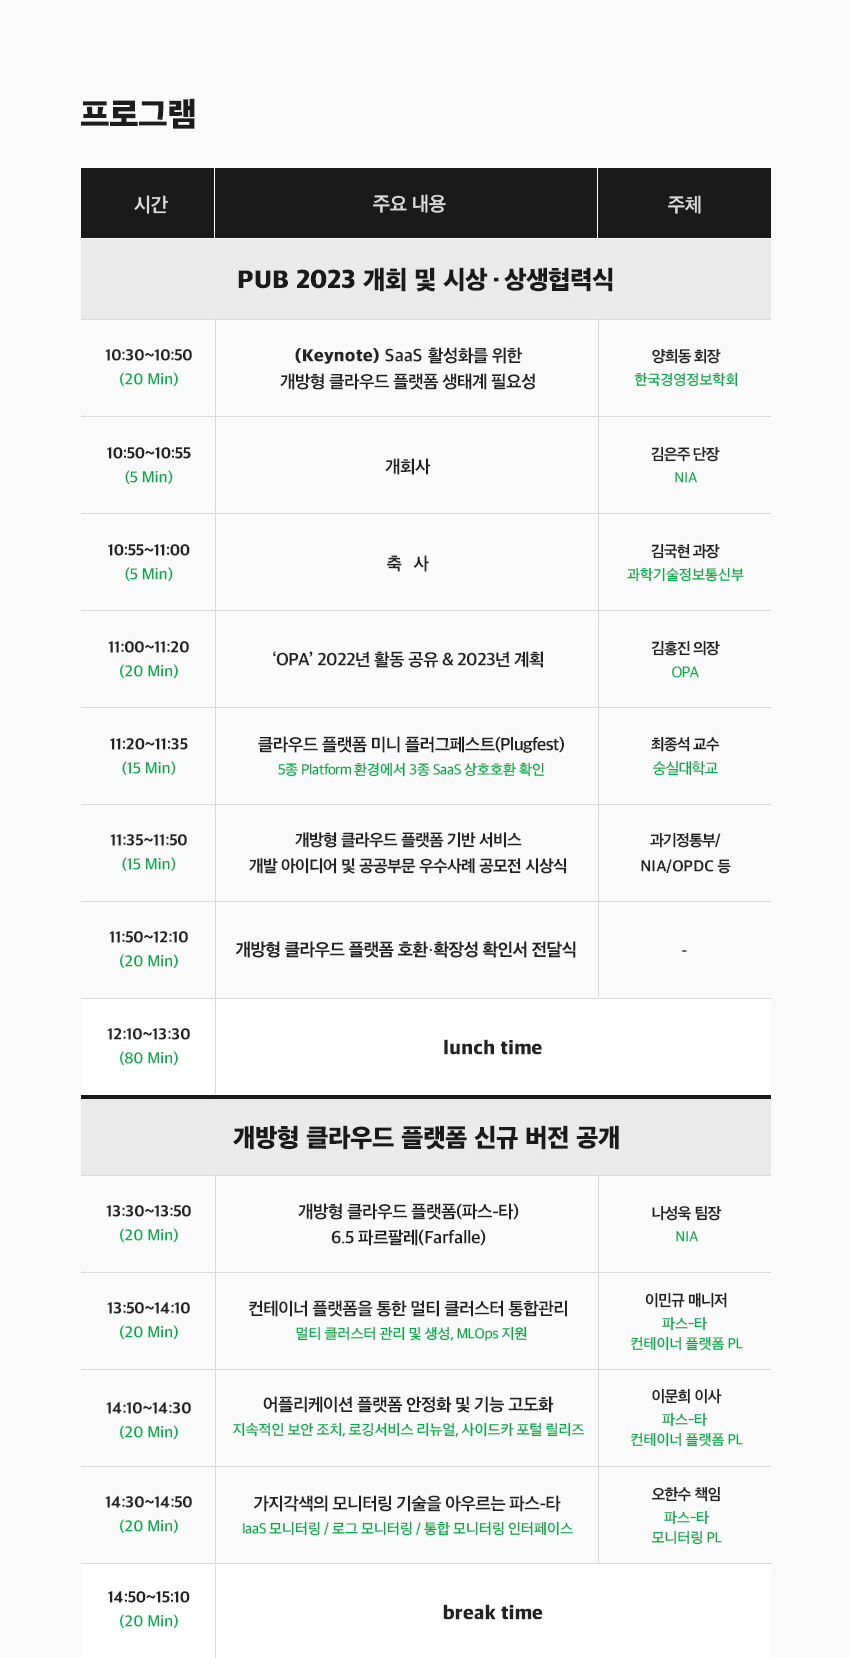 프로그램
시간
주요 내용
주체
PUB 2023 개회 및 시상 · 상생협력식
10:30~10:50
(20 Min)
(Keynote) SaaS 활성화를 위한
개방형 클라우드 플랫폼 생태계 필요성
양희동 회장
한국경영정보학회
10:50~10:55
(5 Min)
개회사
김은주 단장
NIA
10:55~11:00
(5 Min)
축 사
김국현 과장
과학기술정보통신부
11:00~11:20
(20 Min)
‘OPA’ 2022년 활동 공유 & 2023년 계획
김홍진 의장
OPA
11:20~11:35
(15 Min)
클라우드 플랫폼 미니 플러그페스트(Plugfest)
5종 Platform 환경에서 3종 SaaS 상호호환 확인
최종석 교수
숭실대학교
11:35~11:50
(15 Min)
개방형 클라우드 플랫폼 기반 서비스
개발 아이디어 및 공공부문 우수사례 공모전 시상식
과기정통부/
NIA/OPDC 등
11:50~12:10
(20 Min)
개방형 클라우드 플랫폼 호환·확장성 확인서 전달식
-
12:10~13:30
(80 Min)
lunch time
개방형 클라우드 플랫폼 신규 버전 공개
13:30~13:50
(20 Min)
개방형 클라우드 플랫폼(파스-타)
6.5 파르팔레(Farfalle)
나성욱 팀장
NIA
13:50~14:10
(20 Min)
컨테이너 플랫폼을 통한 멀티 클러스터 통합관리
멀티 클러스터 관리 및 생성, MLOps 지원
이민규 매니저
파스-타
컨테이너 플랫폼 PL
14:10~14:30
(20 Min)
어플리케이션 플랫폼 안정화 및 기능 고도화
지속적인 보안 조치, 로깅서비스 리뉴얼, 사이드카 포털 릴리즈
이문희 이사
파스-타
컨테이너 플랫폼 PL
14:30~14:50
(20 Min)
가지각색의 모니터링 기술을 아우르는 파스-타
IaaS 모니터링 / 로그 모니터링 / 통합 모니터링 인터페이스
오한수 책임
파스-타
모니터링 PL
14:50~15:10
(20 Min)
break time